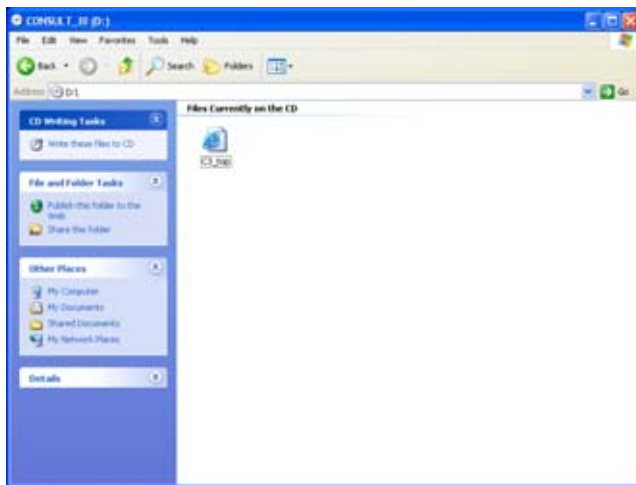 CONSULT_III (D:)
File Edit View Favorites Tools Help
Back Search Folders
Address D:\ Go
Files Currently on the CD
C3_top
CD Writing Tasks
Write these files to CD
File and Folder Tasks
Publish this folder to the
Web
Share this folder
Other Places
My Computer
My Documents
Shared Documents
My Network Places
Details